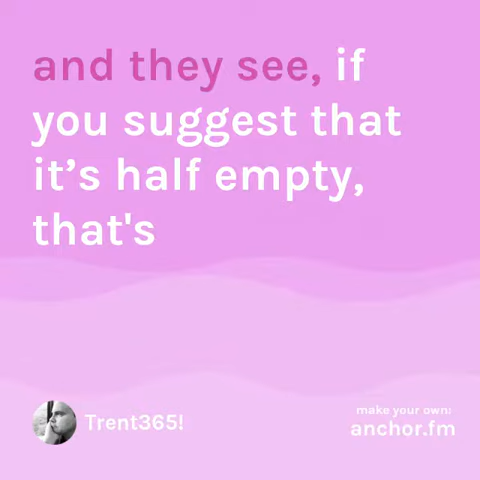 and they see, if
you suggest that
it’s half empty,
that's
Trent365!
make your own:
anchor.fm